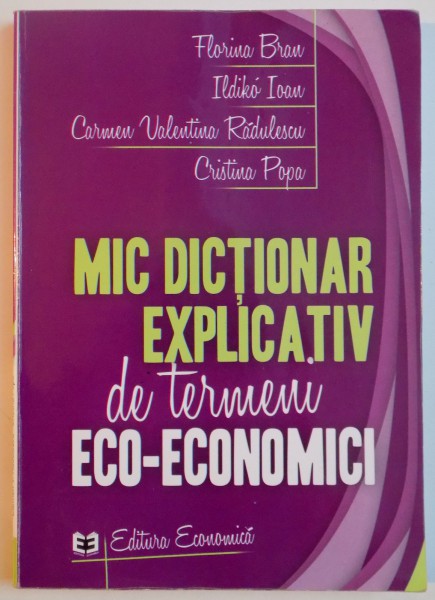 Florina Bran
Ildikó Ioan
Carmen Valentina Rădulescu
Cristina Popa
MIC DICȚIONAR
EXPLICATIV
de termeni
ECO-ECONOMICI
Editura Economică